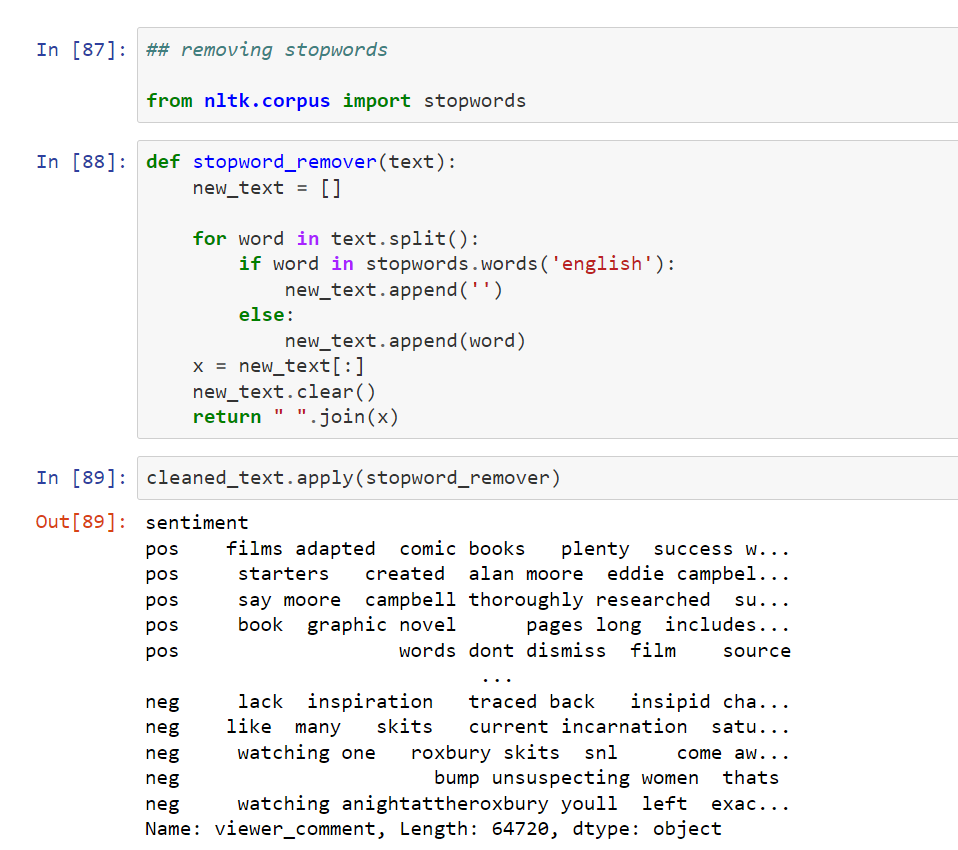 In [87]: ## removing stopwords
from nltk.corpus import stopwords
In [88]: def stopword_remover(text):
    new_text = []
    for word in text.split():
        if word in stopwords.words('english'):
            new_text.append('')
        else:
            new_text.append(word)
    x = new_text[:]
    new_text.clear()
    return " ".join(x)
In [89]: cleaned_text.apply(stopword_remover)
Out[89]: sentiment
pos    films adapted  comic books   plenty  success w...
pos     starters   created  alan moore  eddie campbel...
pos     say moore  campbell thoroughly researched  su...
pos     book  graphic novel      pages long  includes...
pos                   words dont dismiss  film    source
                             ...
neg     lack  inspiration   traced back   insipid cha...
neg    like  many   skits   current incarnation  satu...
neg     watching one   roxbury skits  snl     come aw...
neg                      bump unsuspecting women  thats
neg     watching anightattheroxbury youll  left  exac...
Name: viewer_comment, Length: 64720, dtype: object